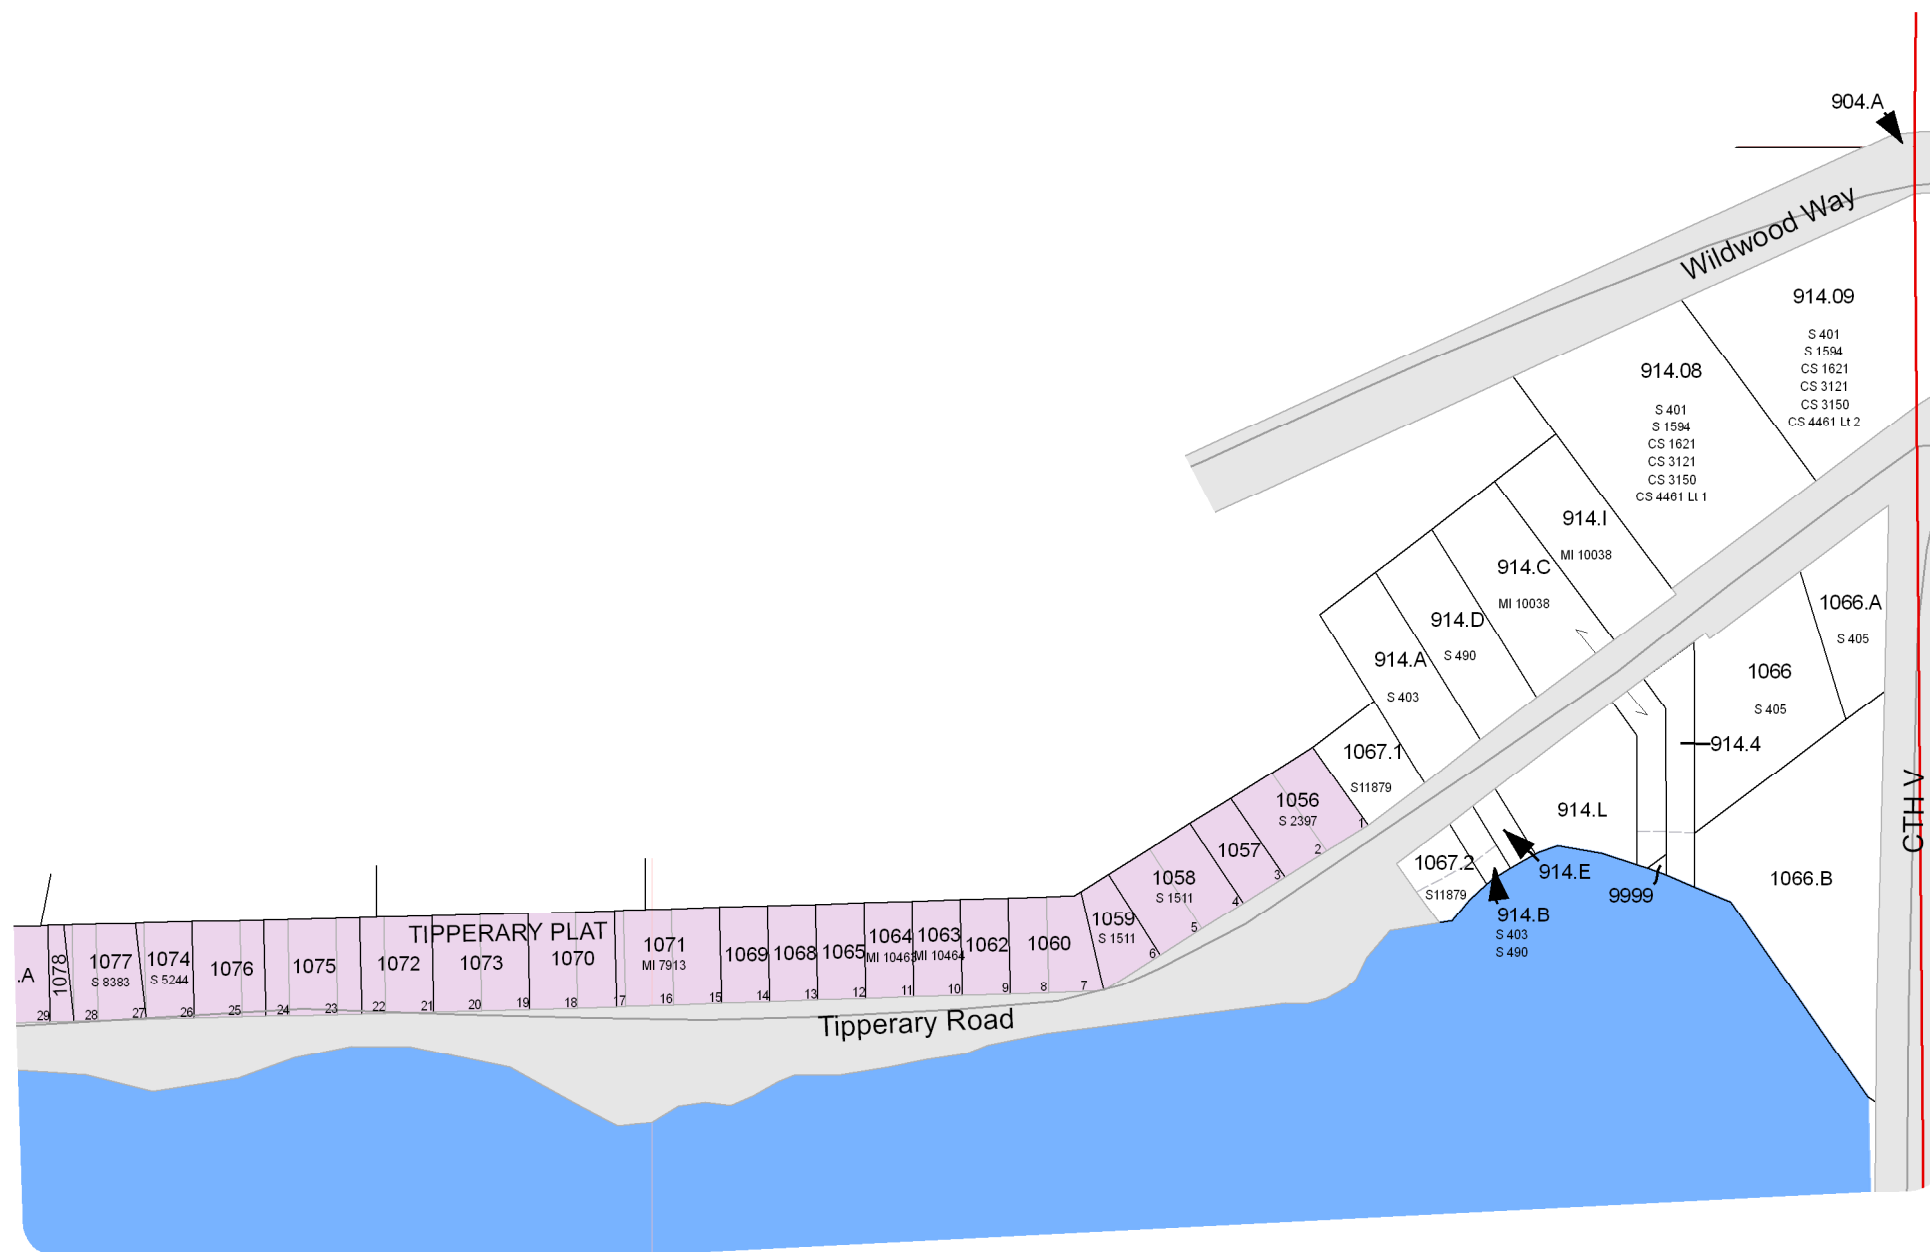 904.A
Wildwood Way
914.09
S 401
S 1594
CS 1621
CS 3121
CS 3150
CS 4461 Lt 2
914.08
S 401
S 1594
CS 1621
CS 3121
CS 3150
CS 4461 Lt 1
914.I
MI 10038
914.C
MI 10038
914.D
S 490
914.A
S 403
1066.A
S 405
1066
S 405
914.4
1067.1
S11879
914.L
1067.2
S11879
914.E
9999
914.B
S 403
S 490
1066.B
CTH V
1056
S 2397
1057
1058
S 1511
1059
S 1511
TIPPERARY PLAT
.A
1078
1077
S 8383
1074
S 5244
1076
1075
1072
1073
1070
1071
MI 7913
1069
1068
1065
1064
MI 10463
1063
MI 10464
1062
1060
29
28
27
26
25
24
23
22
21
20
19
18
17
16
15
14
13
12
11
10
9
8
7
6
5
4
3
2
1
Tipperary Road